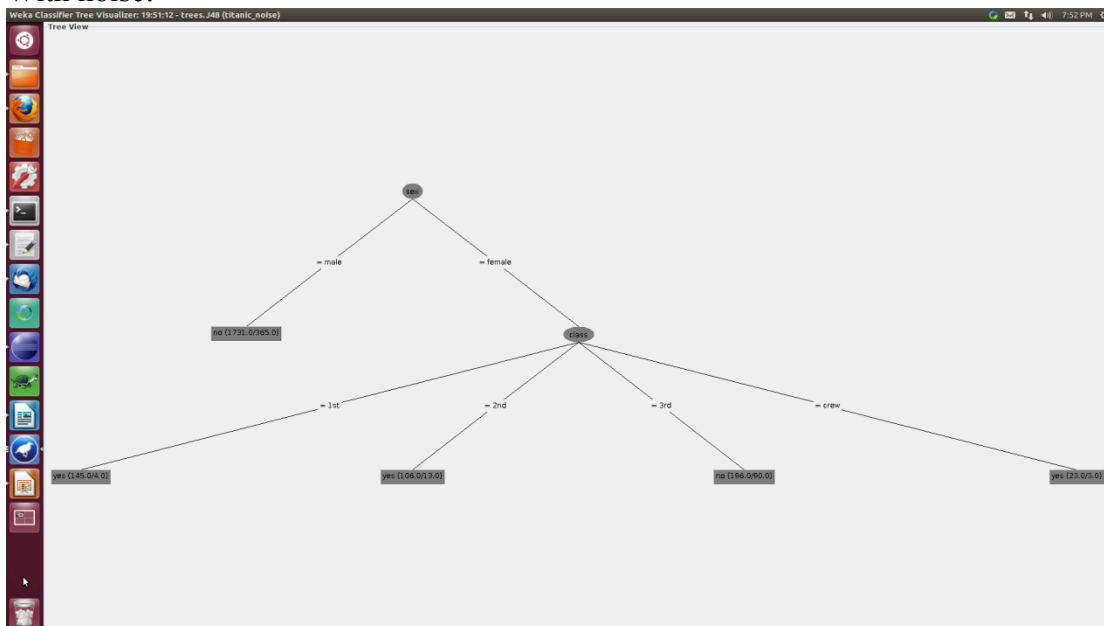 With noise:
Weka Classifier Tree Visualizer: 19:51:12 - trees.J48 (titanic_noise)
7:52 PM
Tree View
sex
= male
= female
no (1731.0/365.0)
class
= 1st
= 2nd
= 3rd
= crew
yes (145.0/4.0)
yes (106.0/13.0)
no (196.0/90.0)
yes (23.0/3.0)